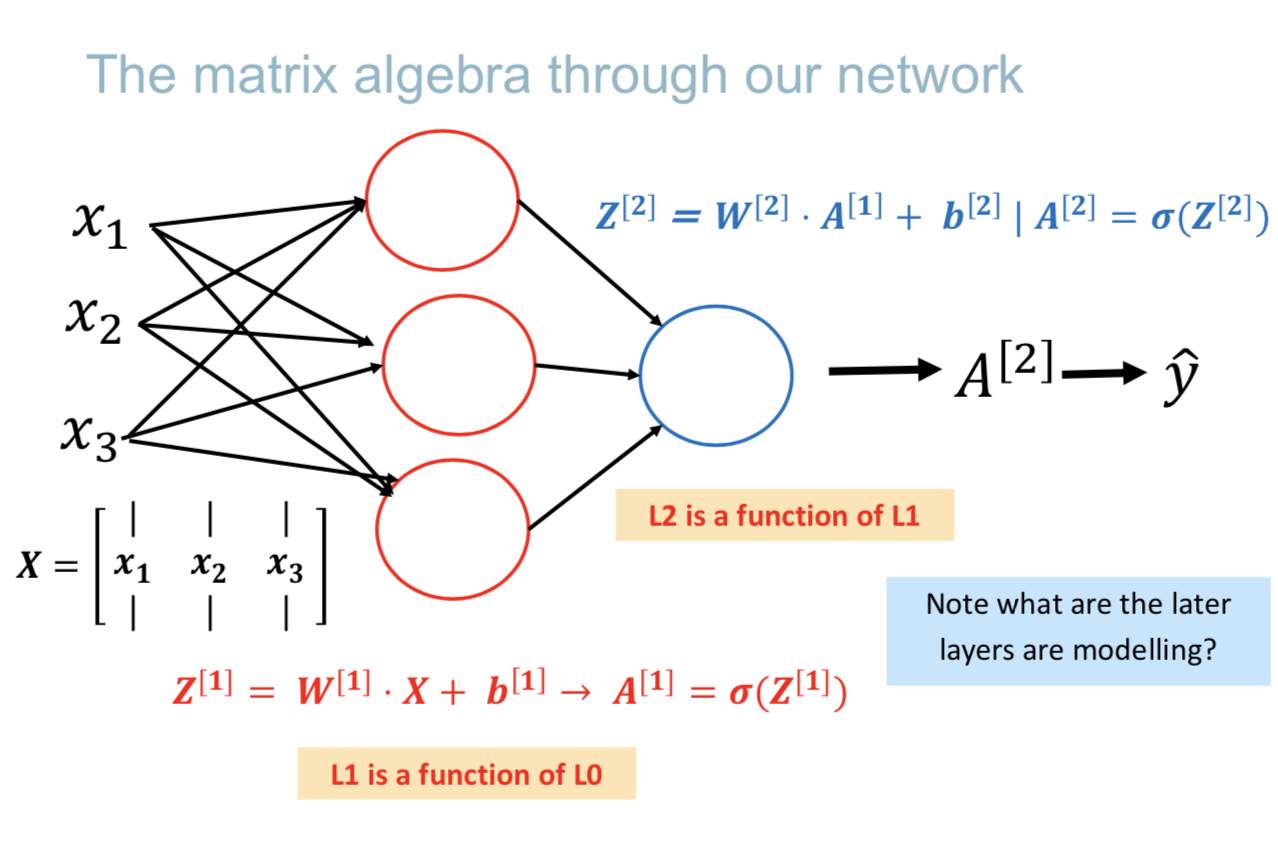 The matrix algebra through our network
x₁
x₂
x₃
Z^[2] = W^[2] · A^[1] + b^[2] | A^[2] = σ(Z^[2])
A^[2]
ŷ
L2 is a function of L1
X = [
| | |
x₁ x₂ x₃
| | |
]
Note what are the later
layers are modelling?
Z^[1] = W^[1] · X + b^[1] → A^[1] = σ(Z^[1])
L1 is a function of L0